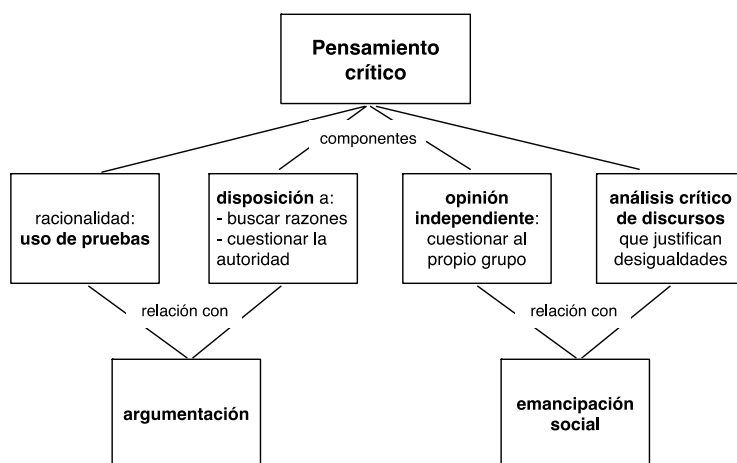 Pensamiento
crítico
componentes
racionalidad:
uso de pruebas
disposición a:
- buscar razones
- cuestionar la
autoridad
opinión
independiente:
cuestionar al
propio grupo
análisis crítico
de discursos
que justifican
desigualdades
relación con
relación con
argumentación
emancipación
social